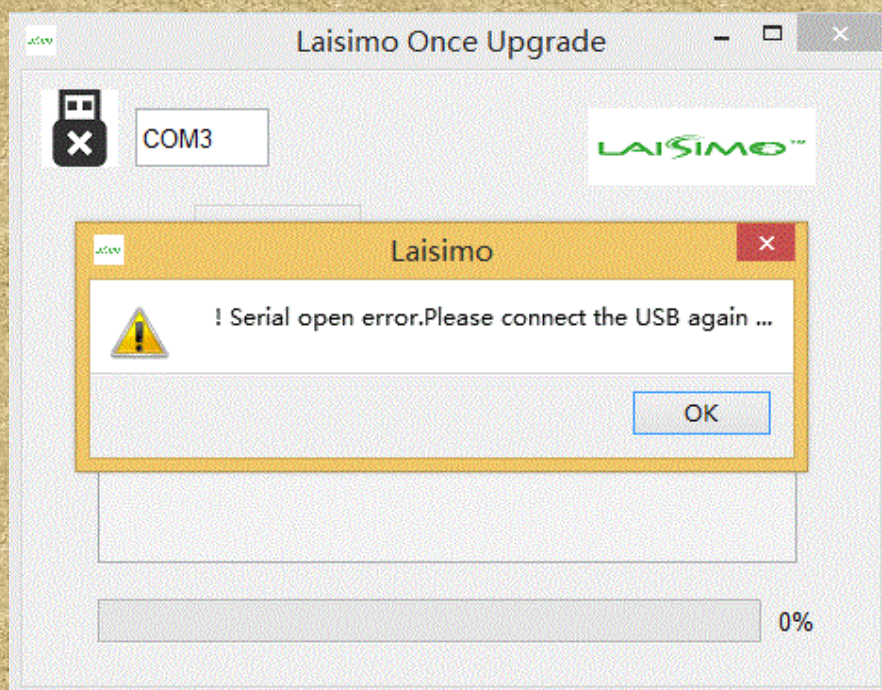 Laisimo Once Upgrade
COM3
LAISIMO™
Laisimo
! Serial open error.Please connect the USB again ...
OK
0%